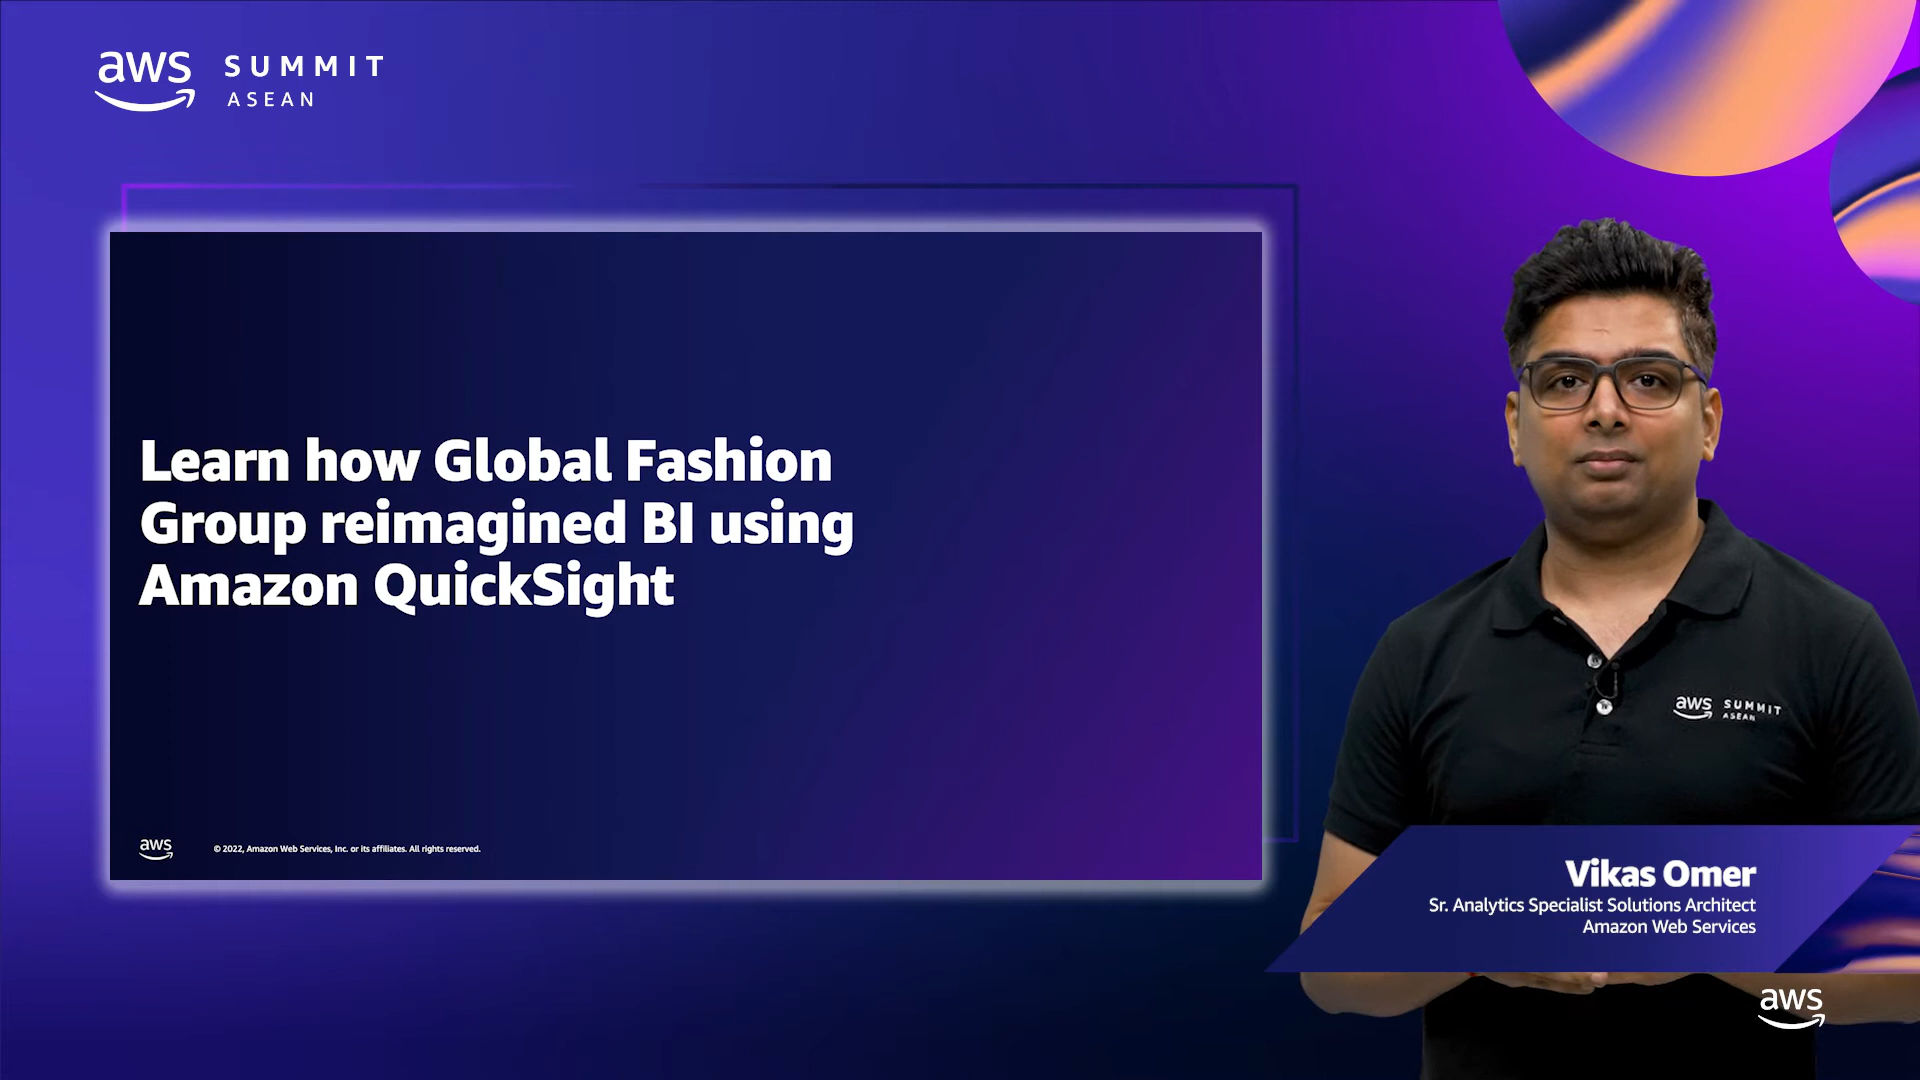 aws SUMMIT
ASEAN
Learn how Global Fashion
Group reimagined BI using
Amazon QuickSight
aws © 2022, Amazon Web Services, Inc. or its affiliates. All rights reserved.
aws SUMMIT
ASEAN
Vikas Omer
Sr. Analytics Specialist Solutions Architect
Amazon Web Services
aws